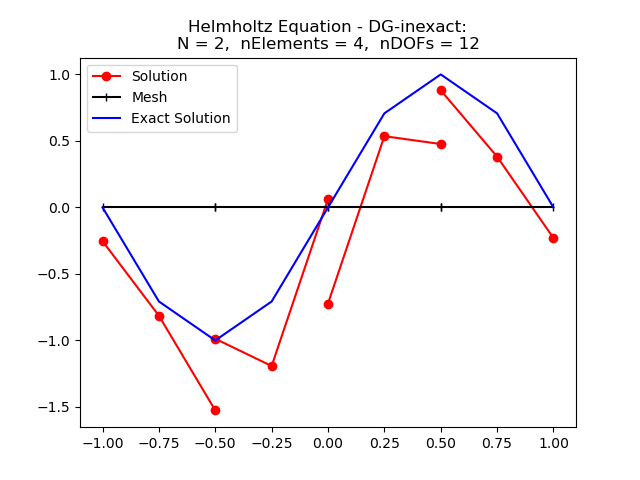 Helmholtz Equation - DG-inexact:
N = 2,  nElements = 4,  nDOFs = 12
Solution
Mesh
Exact Solution
1.0
0.5
0.0
−0.5
−1.0
−1.5
−1.00 −0.75 −0.50 −0.25 0.00 0.25 0.50 0.75 1.00